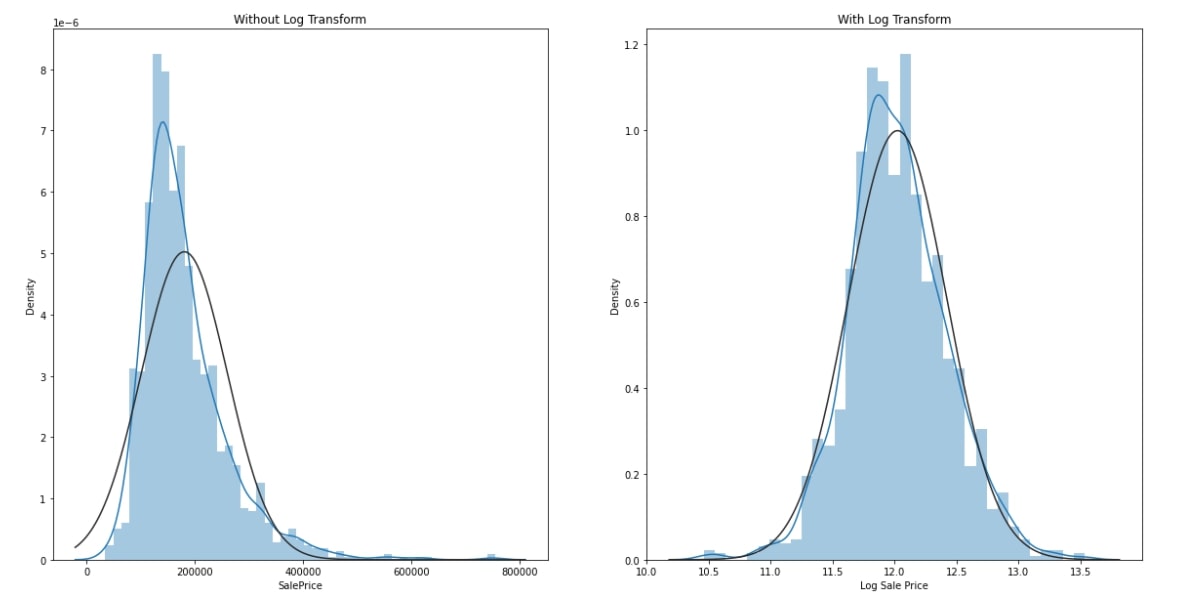 Without Log Transform
1e−6
8
7
6
5
4
3
2
1
0
Density
0 200000 400000 600000 800000
SalePrice
With Log Transform
1.2
1.0
0.8
0.6
0.4
0.2
0.0
Density
10.0 10.5 11.0 11.5 12.0 12.5 13.0 13.5
Log Sale Price